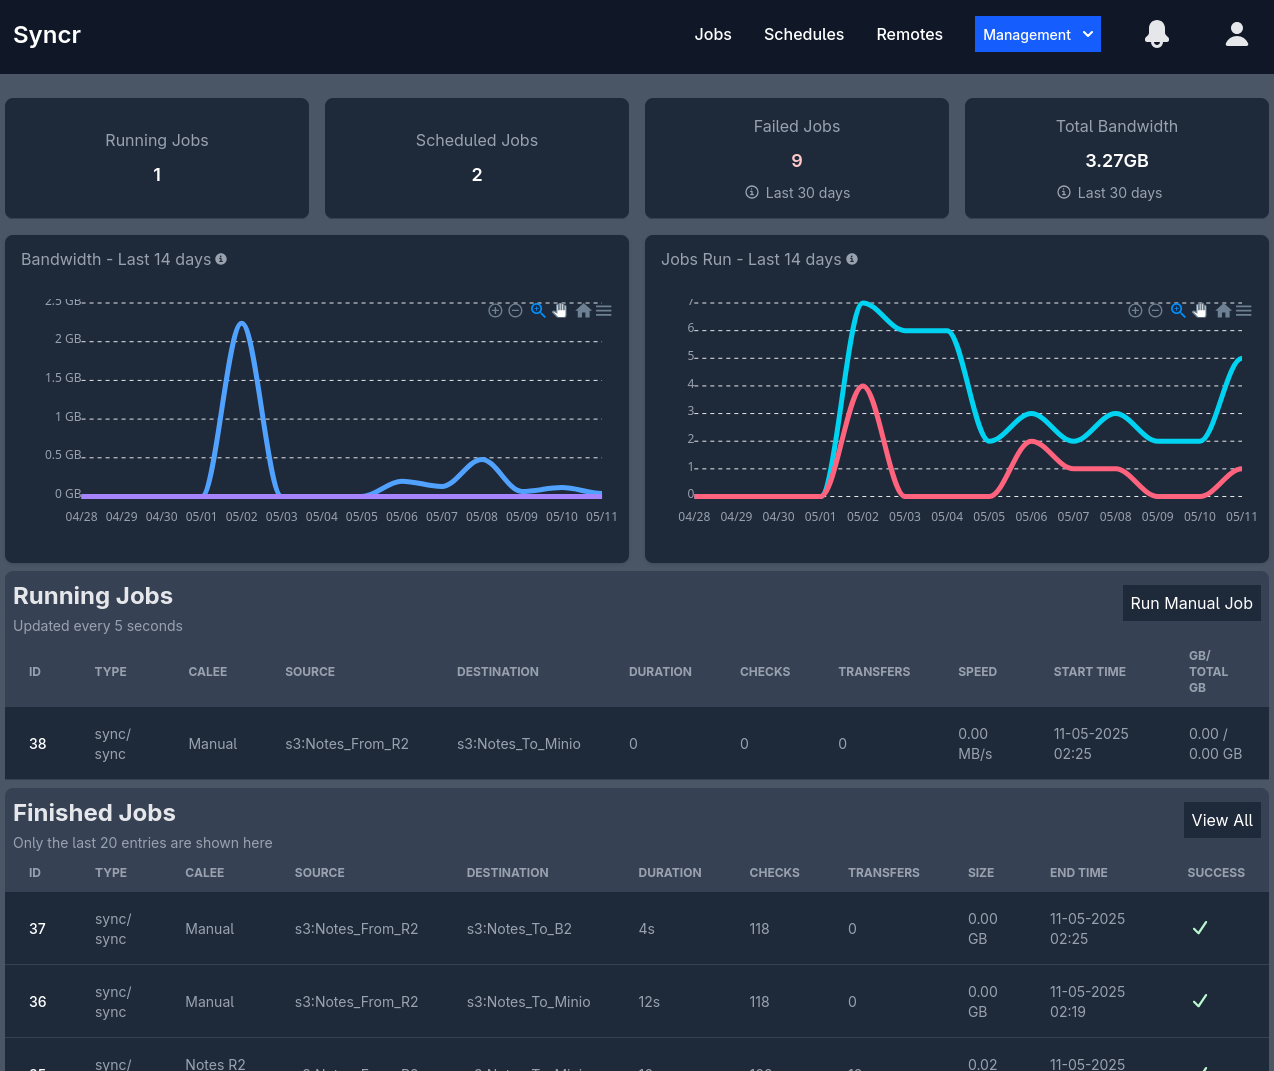 Syncr
Jobs Schedules Remotes Management
Running Jobs
1
Scheduled Jobs
2
Failed Jobs
9
Last 30 days
Total Bandwidth
3.27GB
Last 30 days
Bandwidth - Last 14 days
2.5 GB
2 GB
1.5 GB
1 GB
0.5 GB
0 GB
04/28 04/29 04/30 05/01 05/02 05/03 05/04 05/05 05/06 05/07 05/08 05/09 05/10 05/11
Jobs Run - Last 14 days
7
6
5
4
3
2
1
0
04/28 04/29 04/30 05/01 05/02 05/03 05/04 05/05 05/06 05/07 05/08 05/09 05/10 05/11
Running Jobs
Run Manual Job
Updated every 5 seconds
ID TYPE CALEE SOURCE DESTINATION DURATION CHECKS TRANSFERS SPEED START TIME GB/ TOTAL GB
38 sync/ sync Manual s3:Notes_From_R2 s3:Notes_To_Minio 0 0 0 0.00 MB/s 11-05-2025 02:25 0.00 / 0.00 GB
Finished Jobs
View All
Only the last 20 entries are shown here
ID TYPE CALEE SOURCE DESTINATION DURATION CHECKS TRANSFERS SIZE END TIME SUCCESS
37 sync/ sync Manual s3:Notes_From_R2 s3:Notes_To_B2 4s 118 0 0.00 GB 11-05-2025 02:25
36 sync/ sync Manual s3:Notes_From_R2 s3:Notes_To_Minio 12s 118 0 0.00 GB 11-05-2025 02:19
sync/ Notes R2 0.02 11-05-2025